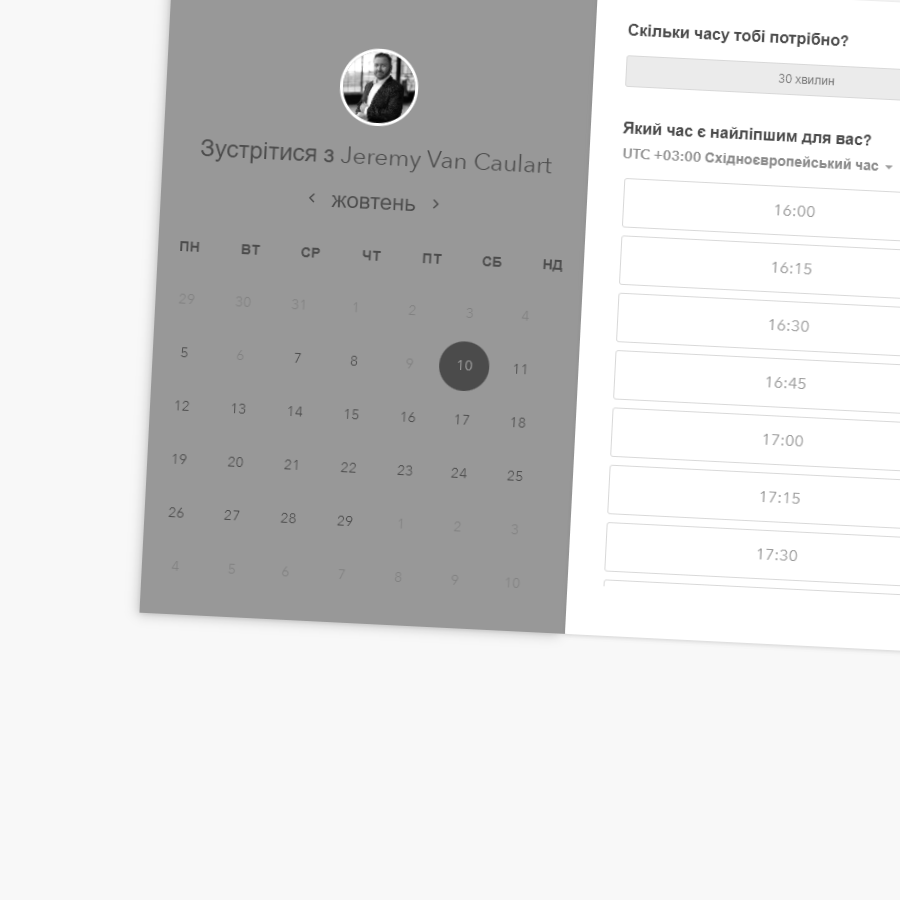 Зустрітися з Jeremy Van Caulart
‹ жовтень ›
ПН ВТ СР ЧТ ПТ СБ НД
29 30 31 1 2 3 4
5 6 7 8 9 10 11
12 13 14 15 16 17 18
19 20 21 22 23 24 25
26 27 28 29 1 2 3
4 5 6 7 8 9 10
Скільки часу тобі потрібно?
30 хвилин
Який час є найліпшим для вас?
UTC +03:00 Східноєвропейський час
16:00
16:15
16:30
16:45
17:00
17:15
17:30